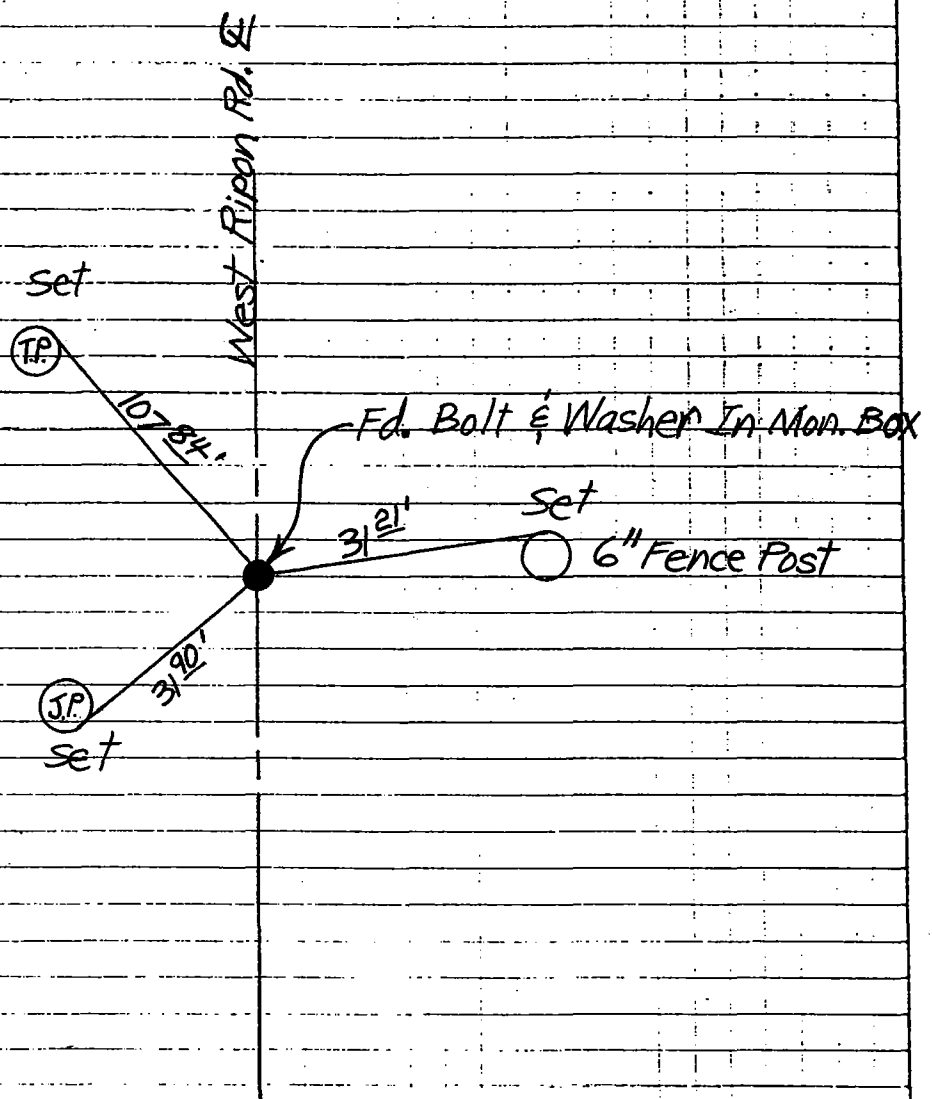 West Ripon Rd. ℄
Set
T.P.
107 84'
Fd. Bolt & Washer In Mon. Box
Set
31 21'
6" Fence Post
31 90'
J.P.
Set